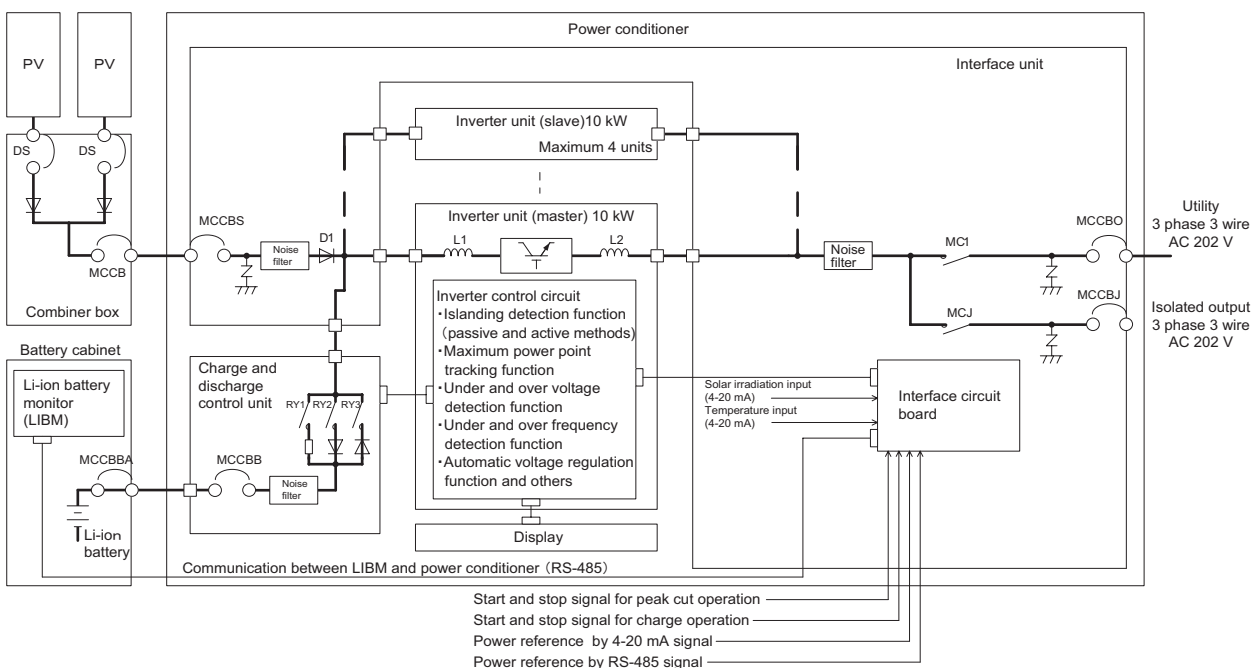 Power conditioner
PV
PV
Interface unit
Inverter unit (slave)10 kW
Maximum 4 units
DS
DS
Inverter unit (master) 10 kW
MCCBS
D1
L1
L2
Noise
filter
Noise
filter
MC1
MCCBO
Utility
3 phase 3 wire
AC 202 V
MCCB
Combiner box
Inverter control circuit
・Islanding detection function
(passive and active methods)
・Maximum power point
tracking function
・Under and over voltage
detection function
・Under and over frequency
detection function
・Automatic voltage regulation
function and others
MCJ
MCCBJ
Isolated output
3 phase 3 wire
AC 202 V
Battery cabinet
Li-ion battery
monitor
(LIBM)
Charge and
discharge
control unit
RY1
RY2
RY3
Solar irradiation input
(4-20 mA)
Temperature input
(4-20 mA)
Interface circuit
board
MCCBBA
MCCBB
Noise
filter
Li-ion
battery
Display
Communication between LIBM and power conditioner (RS-485)
Start and stop signal for peak cut operation
Start and stop signal for charge operation
Power reference by 4-20 mA signal
Power reference by RS-485 signal